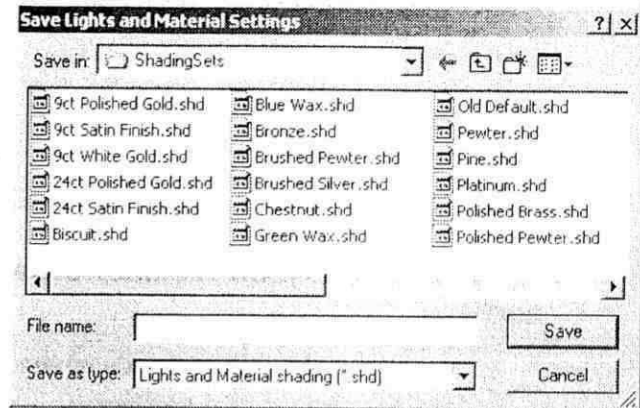 Save Lights and Material Settings
Save in: ShadingSets
9ct Polished Gold.shd
9ct Satin Finish.shd
9ct White Gold.shd
24ct Polished Gold.shd
24ct Satin Finish.shd
Biscuit.shd
Blue Wax.shd
Bronze.shd
Brushed Pewter.shd
Brushed Silver.shd
Chestnut.shd
Green Wax.shd
Old Default.shd
Pewter.shd
Pine.shd
Platinum.shd
Polished Brass.shd
Polished Pewter.shd
File name: Save
Save as type: Lights and Material shading (*.shd) Cancel